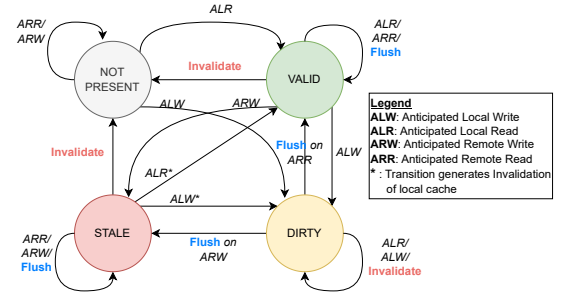 ALR
ARR/
ARW
ALR/
ARR/
Flush
NOT
PRESENT
Invalidate
VALID
ALW
ARW
Legend
ALW: Anticipated Local Write
ALR: Anticipated Local Read
ARW: Anticipated Remote Write
ARR: Anticipated Remote Read
* : Transition generates Invalidation
of local cache
Invalidate
Flush on
ARR
ALW
ALR*
ALW*
STALE
DIRTY
Flush on
ARW
ARR/
ARW/
Flush
ALR/
ALW/
Invalidate